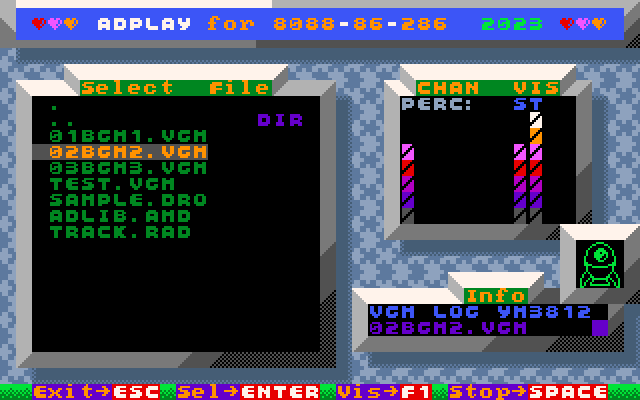 ADPLAY for 8088-86-286 2023
Select File
.
.. DIR
01BGM1.VGM
02BGM2.VGM
03BGM3.VGM
TEST.VGM
SAMPLE.DRO
ADLIB.AMD
TRACK.RAD
CHAN VIS
PERC: ST
Info
VGM LOG YM3812
02BGM2.VGM
Exit→ESC Sel→ENTER Vis→F1 Stop→SPACE